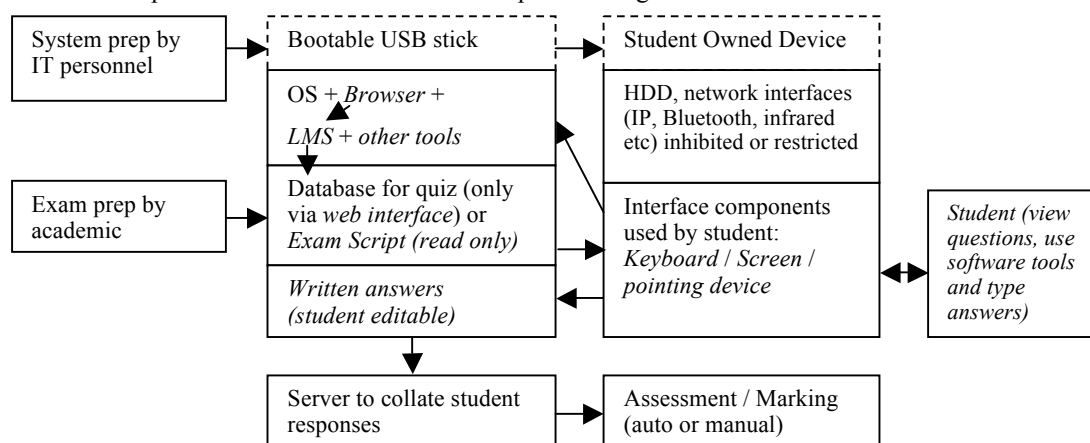 System prep by
IT personnel
Bootable USB stick
Student Owned Device
OS + Browser +
LMS + other tools
HDD, network interfaces
(IP, Bluetooth, infrared
etc) inhibited or restricted
Exam prep by
academic
Database for quiz (only
via web interface) or
Exam Script (read only)
Interface components
used by student:
Keyboard / Screen /
pointing device
Student (view
questions, use
software tools
and type
answers)
Written answers
(student editable)
Server to collate student
responses
Assessment / Marking
(auto or manual)